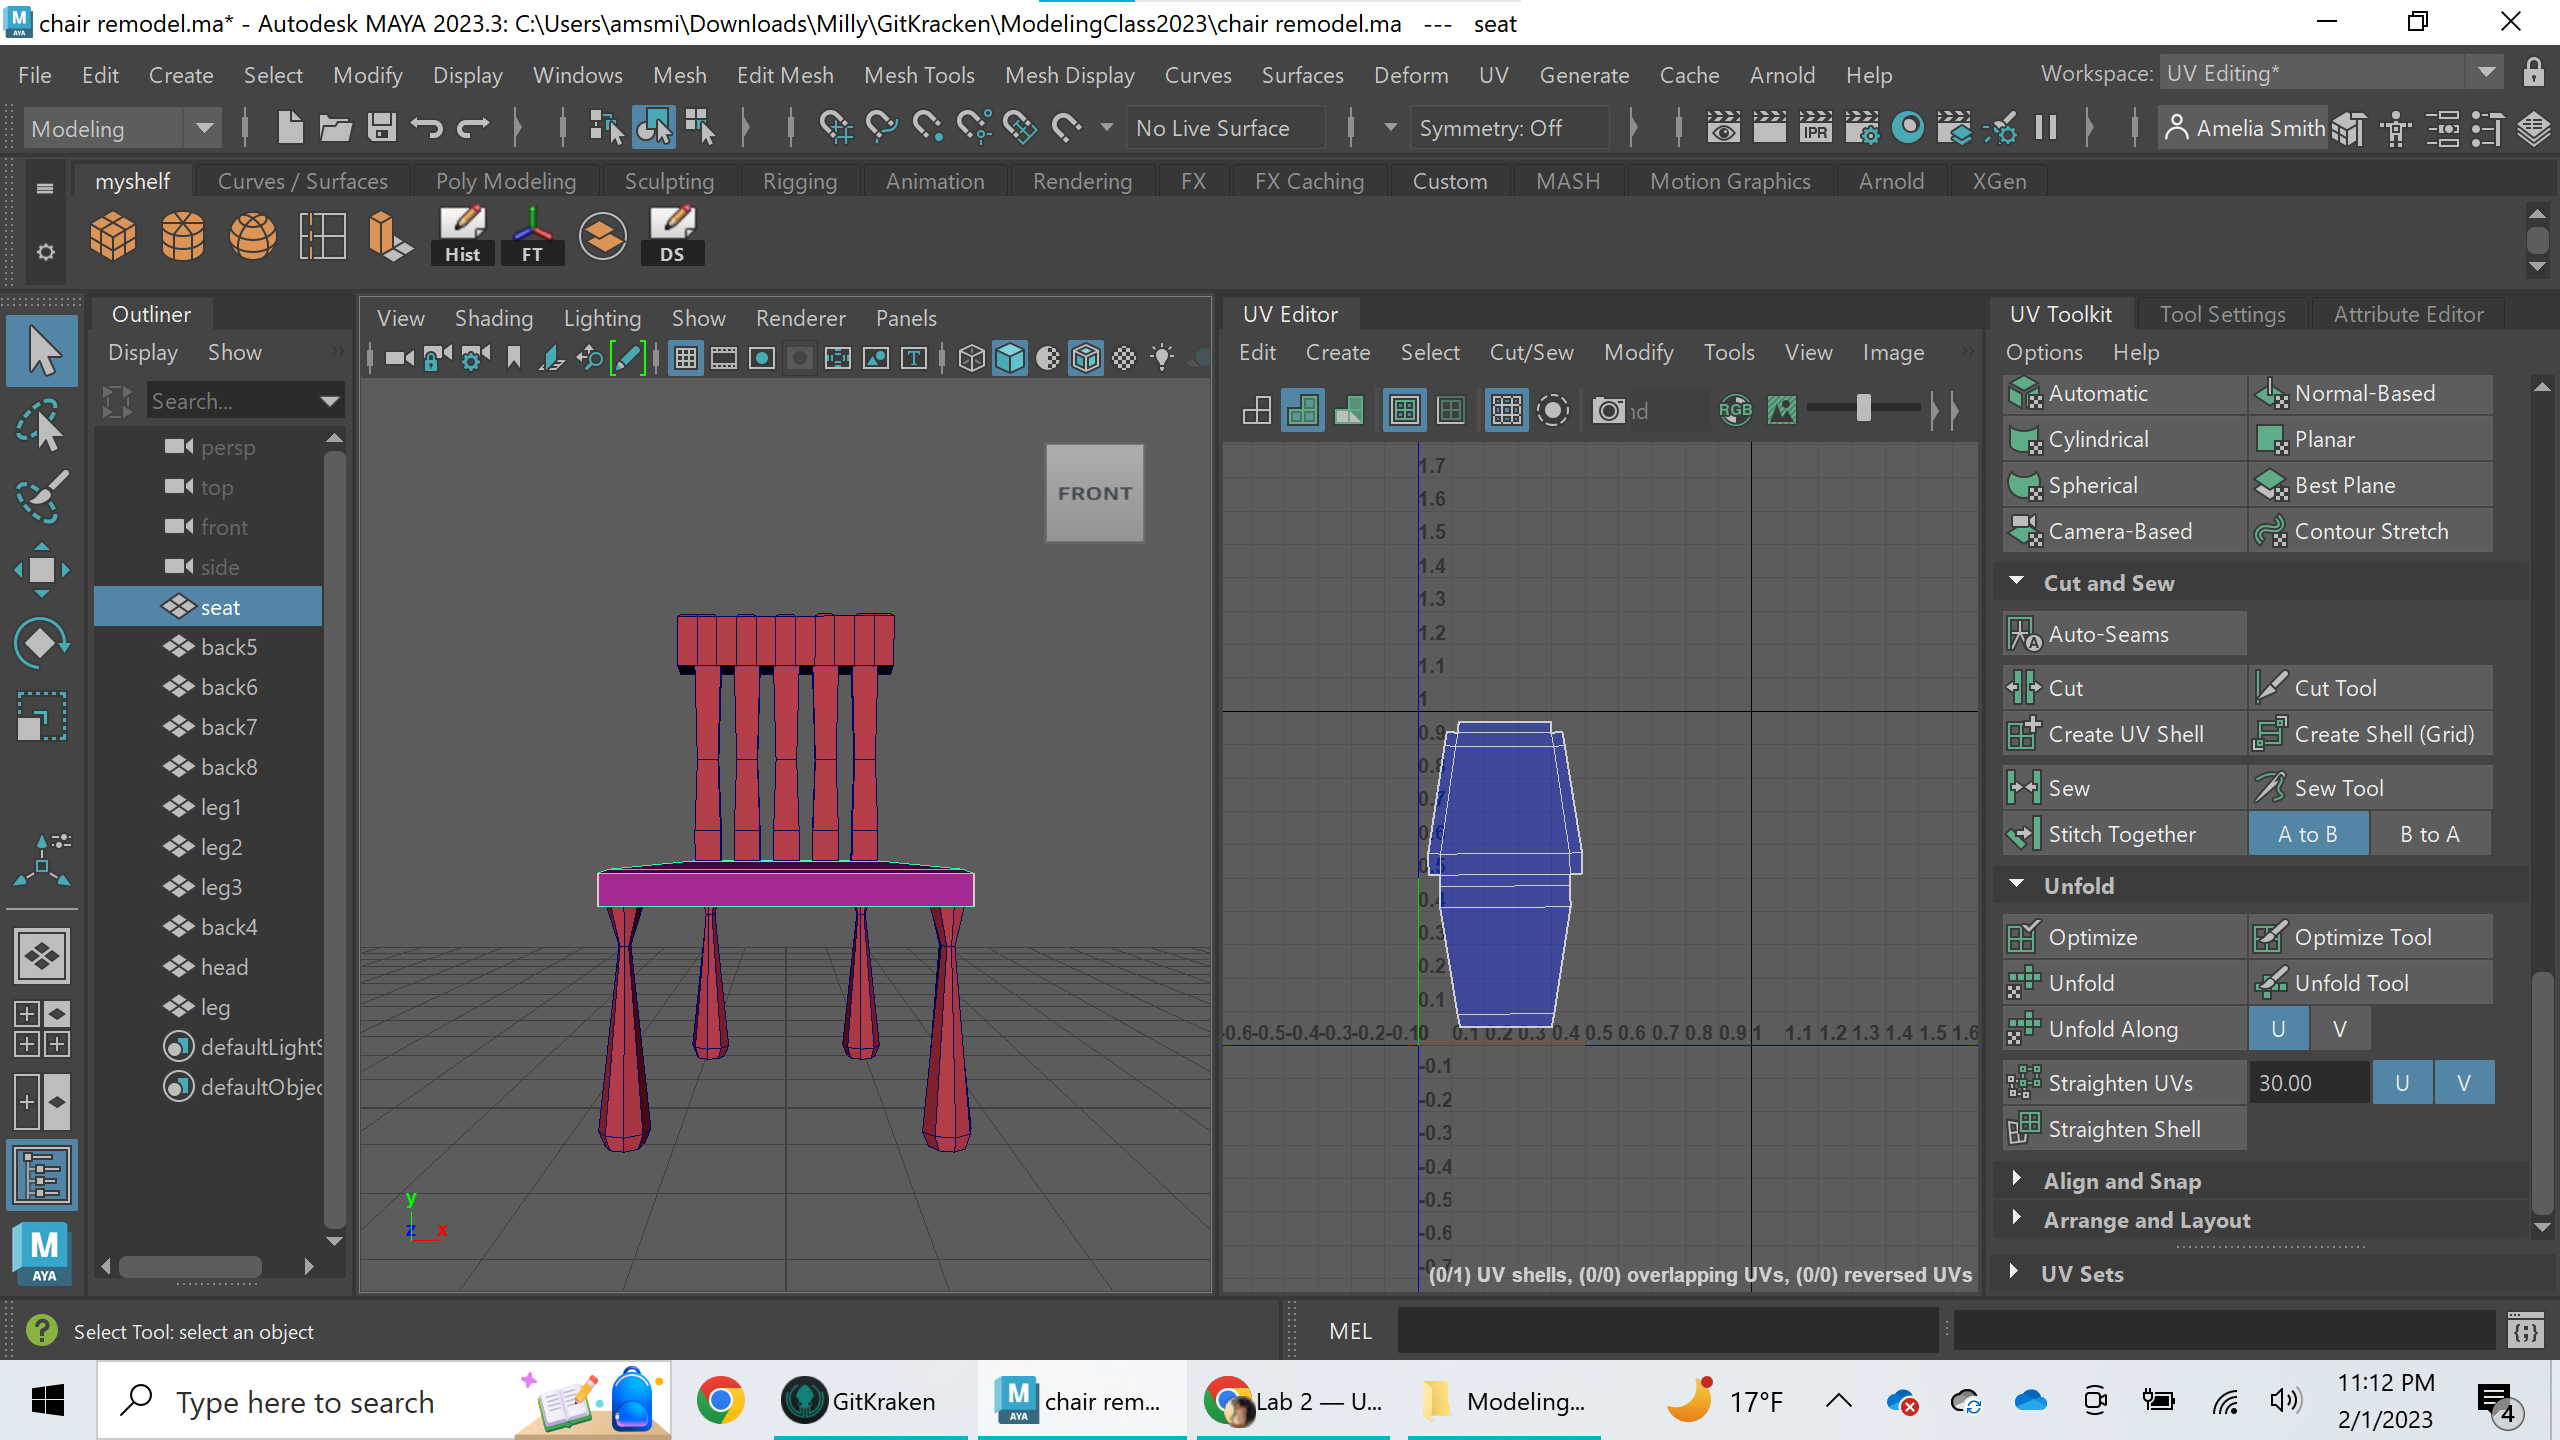 chair remodel.ma* - Autodesk MAYA 2023.3: C:\Users\amsmi\Downloads\Milly\GitKracken\ModelingClass2023\chair remodel.ma --- seat
File Edit Create Select Modify Display Windows Mesh Edit Mesh Mesh Tools Mesh Display Curves Surfaces Deform UV Generate Cache Arnold Help Workspace: UV Editing*
Modeling No Live Surface Symmetry: Off IPR Amelia Smith
myshelf Curves / Surfaces Poly Modeling Sculpting Rigging Animation Rendering FX FX Caching Custom MASH Motion Graphics Arnold XGen
Hist FT DS
Outliner
Display Show
Search...
persp
top
front
side
seat
back5
back6
back7
back8
leg1
leg2
leg3
back4
head
leg
defaultLightS
defaultObjec
M
AYA
View Shading Lighting Show Renderer Panels
FRONT
y
z x
UV Editor
Edit Create Select Cut/Sew Modify Tools View Image
RGB
1.7
1.6
1.5
1.4
1.3
1.2
1.1
1
0.9
0.8
0.7
0.6
0.5
0.4
0.3
0.2
0.1
-0.6-0.5-0.4-0.3-0.2-0.1 0 0.1 0.2 0.3 0.4 0.5 0.6 0.7 0.8 0.9 1 1.1 1.2 1.3 1.4 1.5 1.6
-0.1
-0.2
-0.3
-0.4
-0.5
-0.6
-0.7
(0/1) UV shells, (0/0) overlapping UVs, (0/0) reversed UVs
UV Toolkit Tool Settings Attribute Editor
Options Help
Automatic Normal-Based
Cylindrical Planar
Spherical Best Plane
Camera-Based Contour Stretch
Cut and Sew
Auto-Seams
Cut Cut Tool
Create UV Shell Create Shell (Grid)
Sew Sew Tool
Stitch Together A to B B to A
Unfold
Optimize Optimize Tool
Unfold Unfold Tool
Unfold Along U V
Straighten UVs 30.00 U V
Straighten Shell
Align and Snap
Arrange and Layout
UV Sets
Select Tool: select an object MEL
Type here to search GitKraken chair rem... Lab 2 — U... Modeling... 17°F 11:12 PM
2/1/2023
4